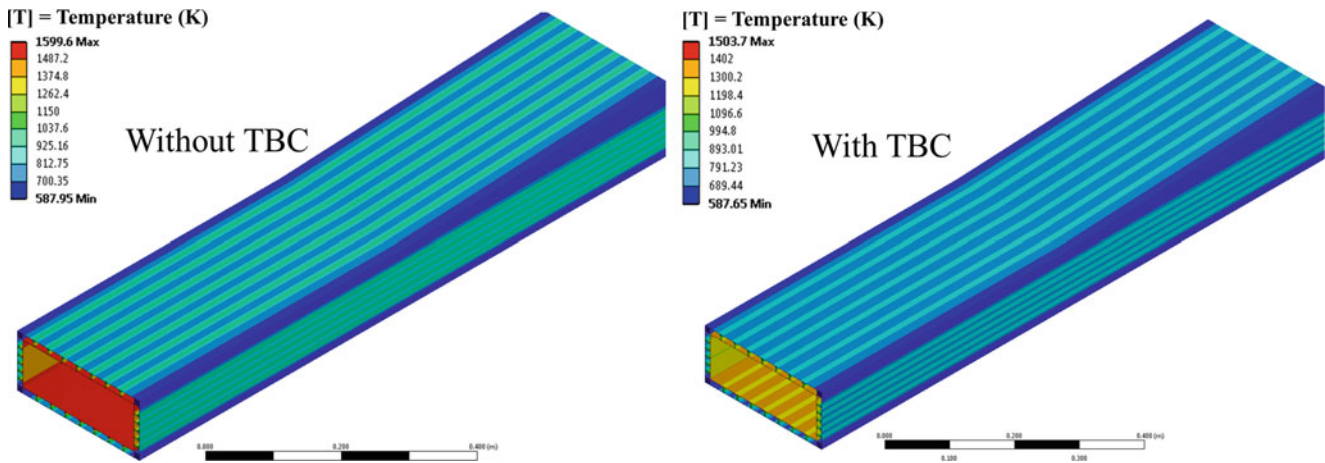 [T] = Temperature (K)
1599.6 Max
1487.2
1374.8
1262.4
1150
1037.6
925.16
812.75
700.35
587.95 Min
Without TBC
0.000
0.200
0.400 (m)
[T] = Temperature (K)
1503.7 Max
1402
1300.2
1198.4
1096.6
994.8
893.01
791.23
689.44
587.65 Min
With TBC
0.000
0.200
0.400 (m)
0.100
0.300